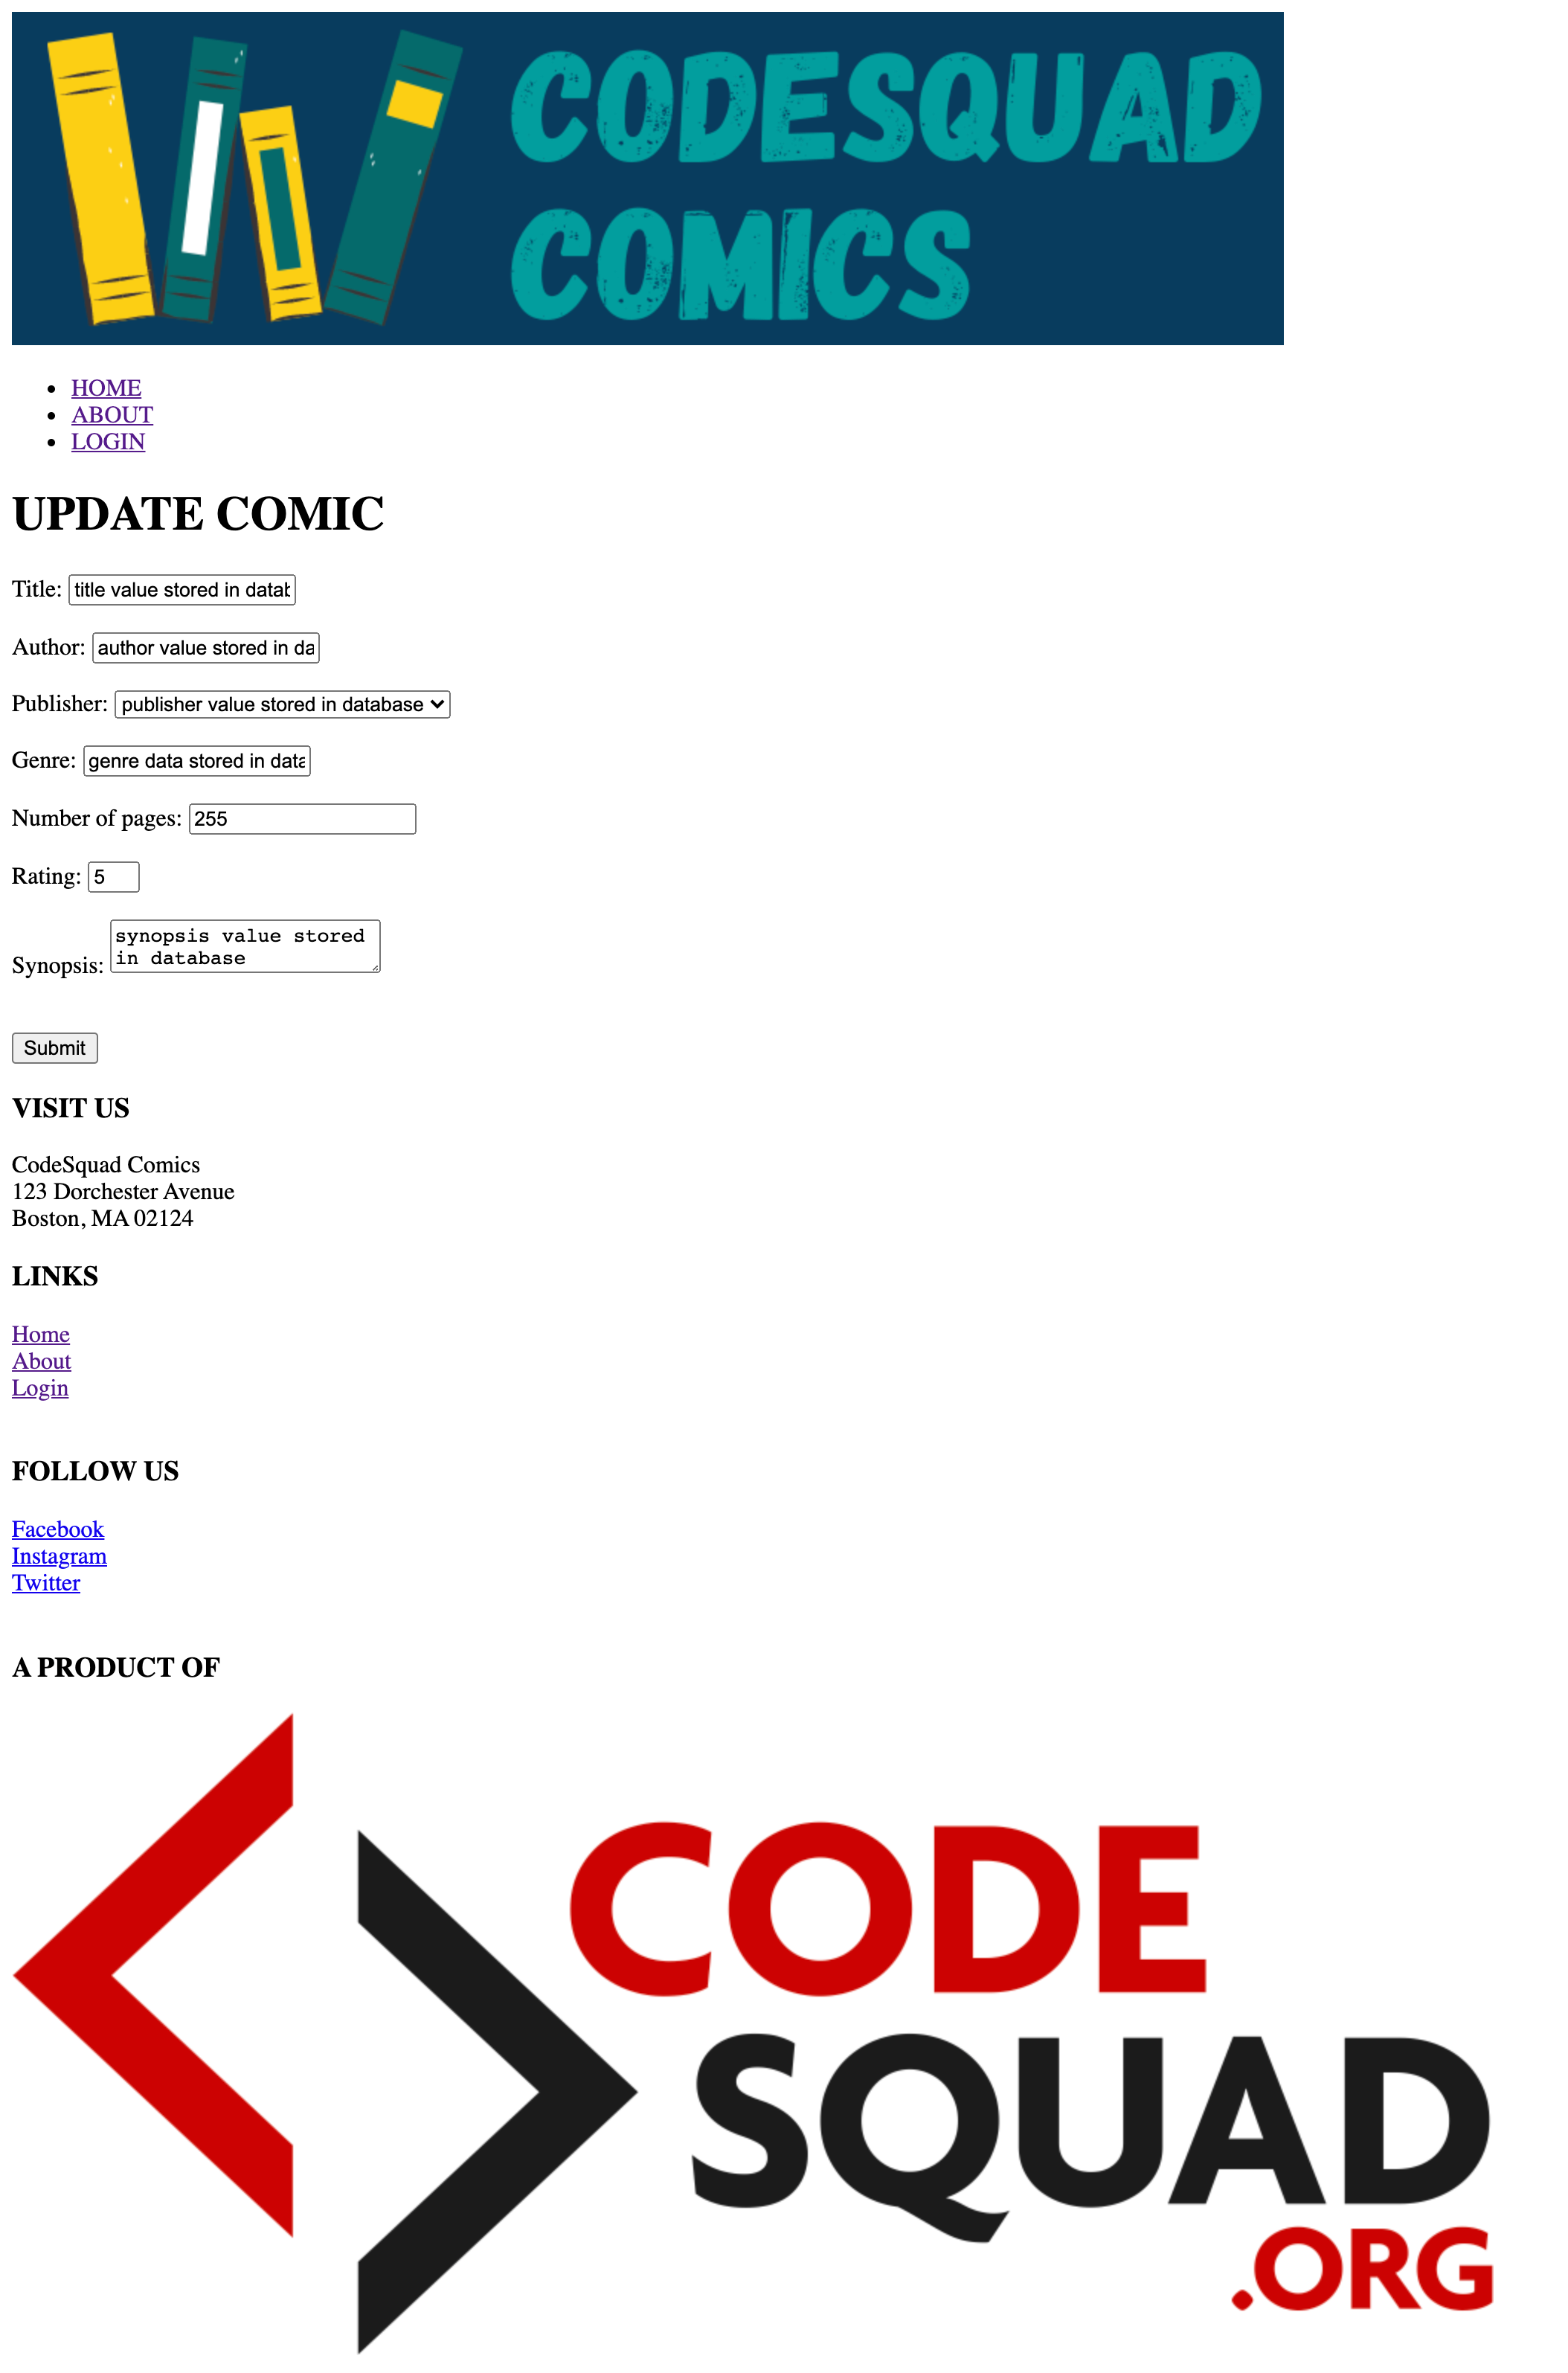 CODESQUAD
COMICS
HOME
ABOUT
LOGIN
UPDATE COMIC
Title: title value stored in datab
Author: author value stored in da
Publisher: publisher value stored in database
Genre: genre data stored in data
Number of pages: 255
Rating: 5
Synopsis: synopsis value stored
in database
Submit
VISIT US
CodeSquad Comics
123 Dorchester Avenue
Boston, MA 02124
LINKS
Home
About
Login
FOLLOW US
Facebook
Instagram
Twitter
A PRODUCT OF
CODE
SQUAD
.ORG